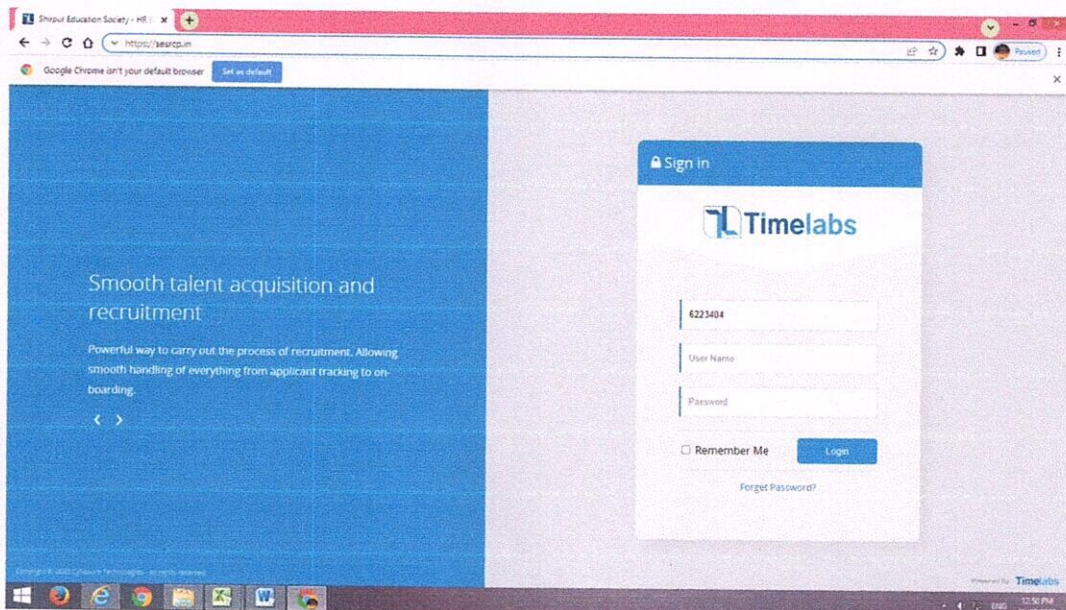 Shirpur Education Society - HR
https://sesrcp.in
Paused
Google Chrome isn't your default browser
Set as default
Sign in
Timelabs
Smooth talent acquisition and
recruitment
Powerful way to carry out the process of recruitment. Allowing
smooth handling of everything from applicant tracking to on-
boarding.
6223404
User Name
Password
Remember Me
Login
Forget Password?
Powered By Timelabs
ENG
12:50 PM